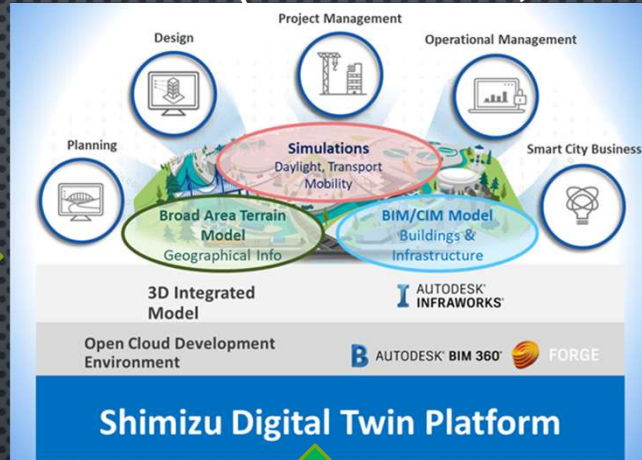 Project Management
Design
Operational Management
Planning
Smart City Business
Simulations
Daylight, Transport
Mobility
Broad Area Terrain
Model
Geographical Info
BIM/CIM Model
Buildings &
Infrastructure
3D Integrated
Model
AUTODESK'
INFRAWORKS'
Open Cloud Development
Environment
AUTODESK' BIM 360'
FORGE
Shimizu Digital Twin Platform